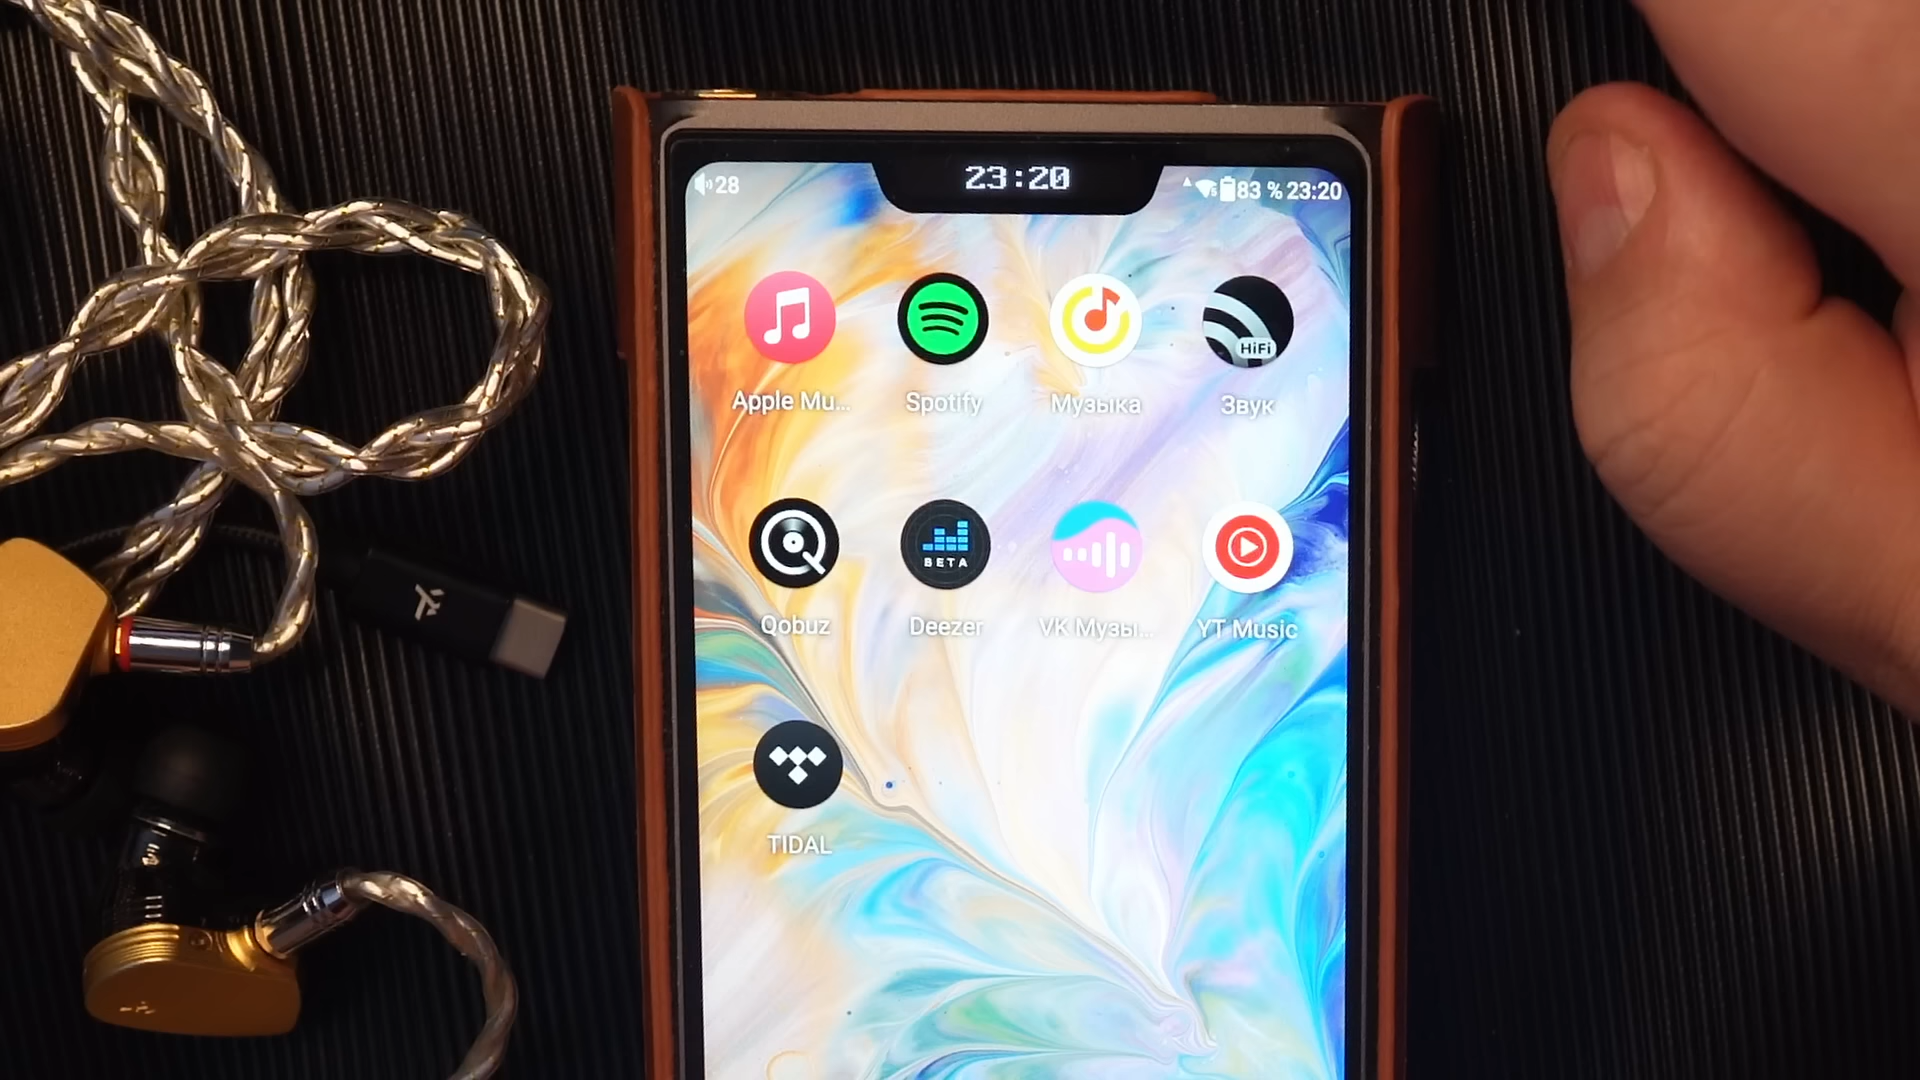 23:20
28
83 % 23:20
HiFi
Apple Mu...
Spotify
Музыка
Звук
BETA
Qobuz
Deezer
VK Музы...
YT Music
TIDAL